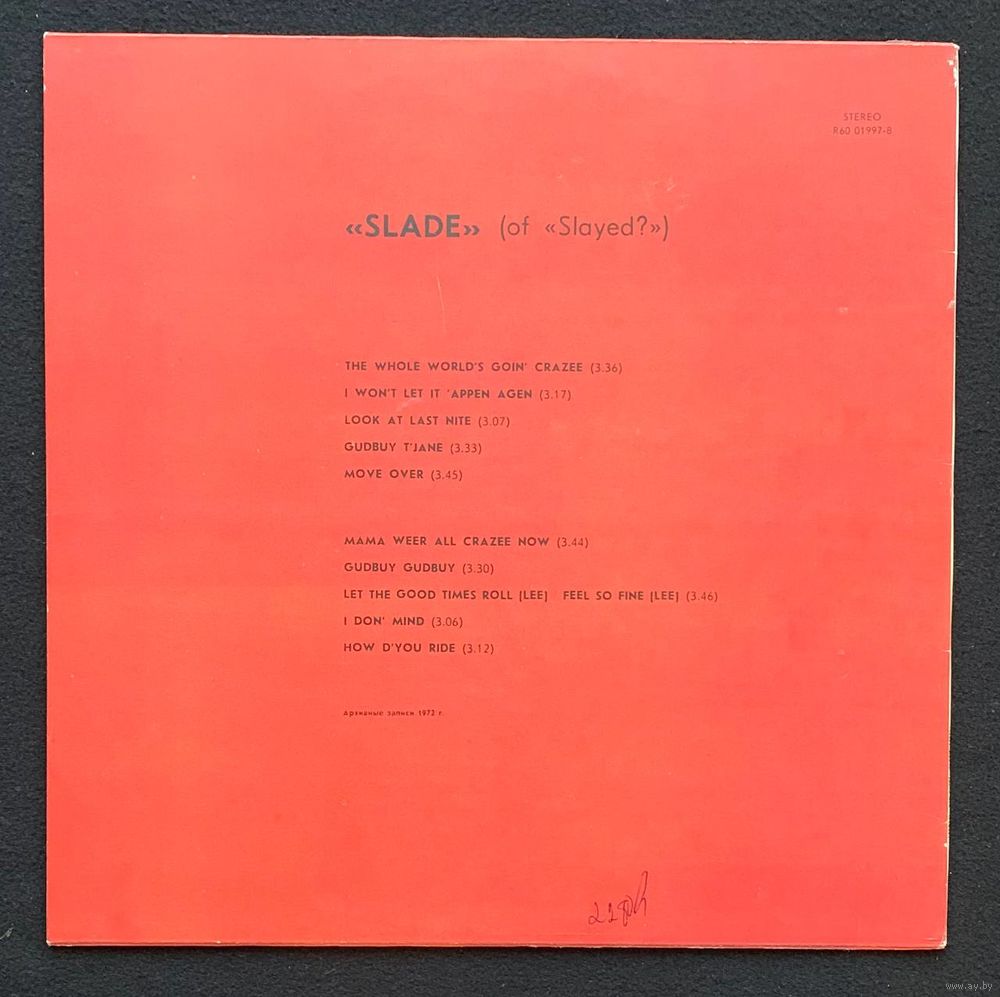 STEREO
R60 01997-8
«SLADE» (of «Slayed?»)
THE WHOLE WORLD'S GOIN' CRAZEE (3.36)
I WON'T LET IT 'APPEN AGEN (3.17)
LOOK AT LAST NITE (3.07)
GUDBUY T'JANE (3.33)
MOVE OVER (3.45)
MAMA WEER ALL CRAZEE NOW (3.44)
GUDBUY GUDBUY (3.30)
LET THE GOOD TIMES ROLL [LEE] FEEL SO FINE [LEE] (3.46)
I DON' MIND (3.06)
HOW D'YOU RIDE (3.12)
Архивные записи 1972 г.
www.ay.by